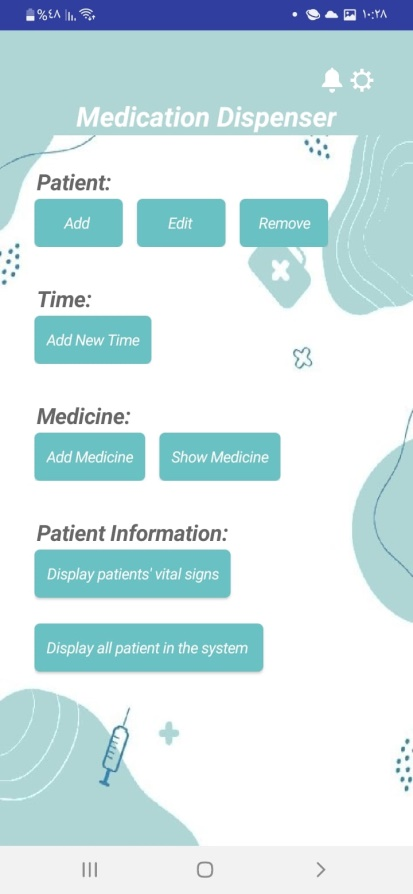 %٤٨ ١٠:٢٨
Medication Dispenser
Patient:
Add Edit Remove
Time:
Add New Time
Medicine:
Add Medicine Show Medicine
Patient Information:
Display patients' vital signs
Display all patient in the system